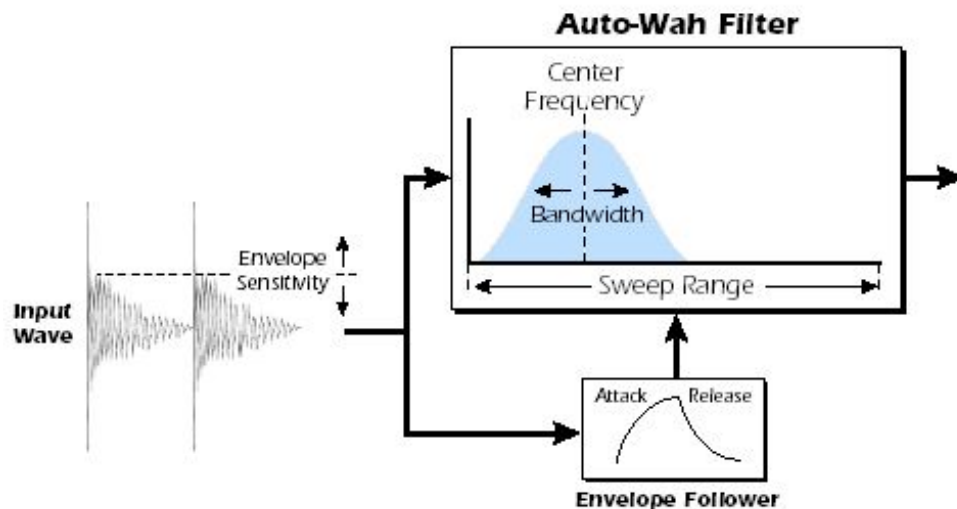 Auto-Wah Filter
Center
Frequency
Bandwidth
Sweep Range
Envelope
Sensitivity
Input
Wave
Attack Release
Envelope Follower